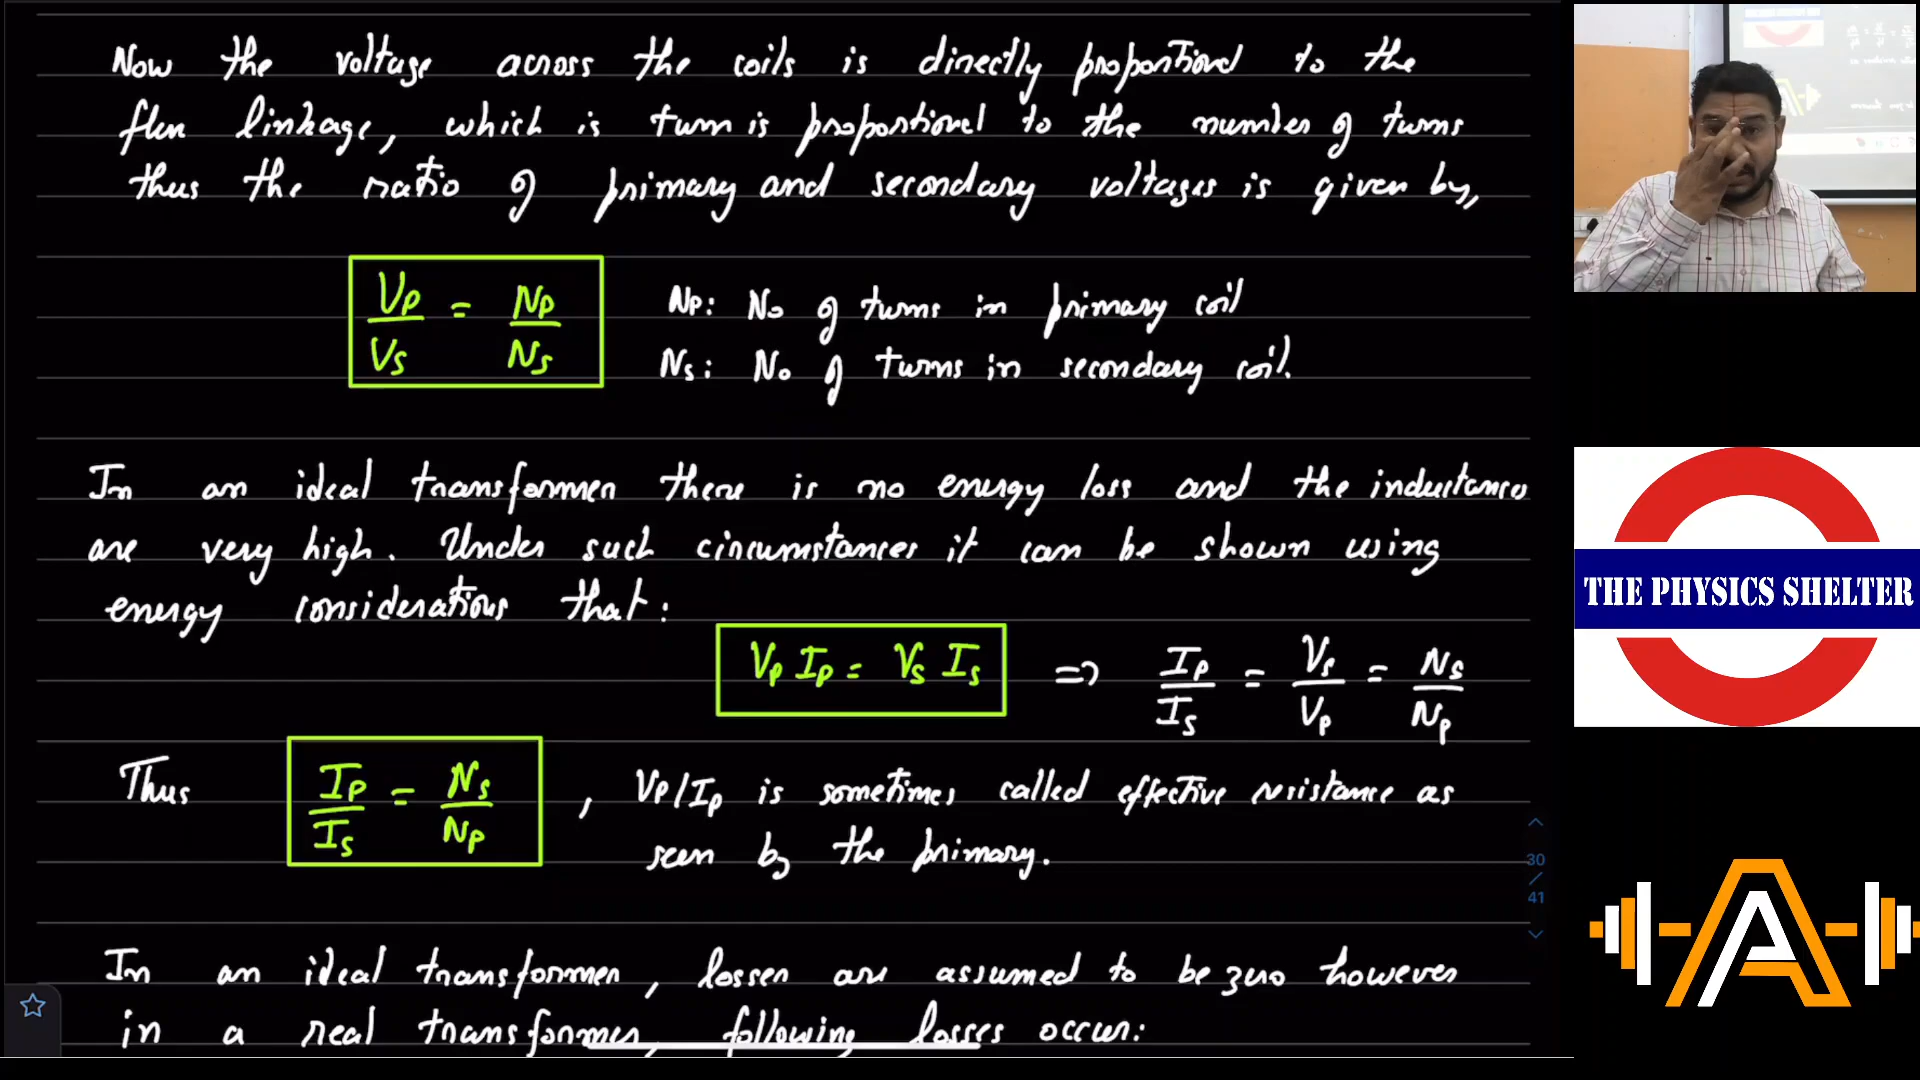 Now the voltage across the coils is directly proportional to the
flux linkage, which is turn is proportional to the number of turns
thus the ratio of primary and secondary voltages is given by,
Vp/Vs = Np/Ns
Np: No of turns in primary coil
Ns: No of turns in secondary coil.
In an ideal transformer there is no energy loss and the inductances
are very high. Under such circumstances it can be shown using
energy considerations that:
Vp Ip = Vs Is => Ip/Is = Vs/Vp = Ns/Np
Thus Ip/Is = Ns/Np , Vp/Ip is sometimes called effective resistance as
seen by the primary.
In an ideal transformer, losses are assumed to be zero however
in a real transformer, following losses occur:
30
/
41
THE PHYSICS SHELTER